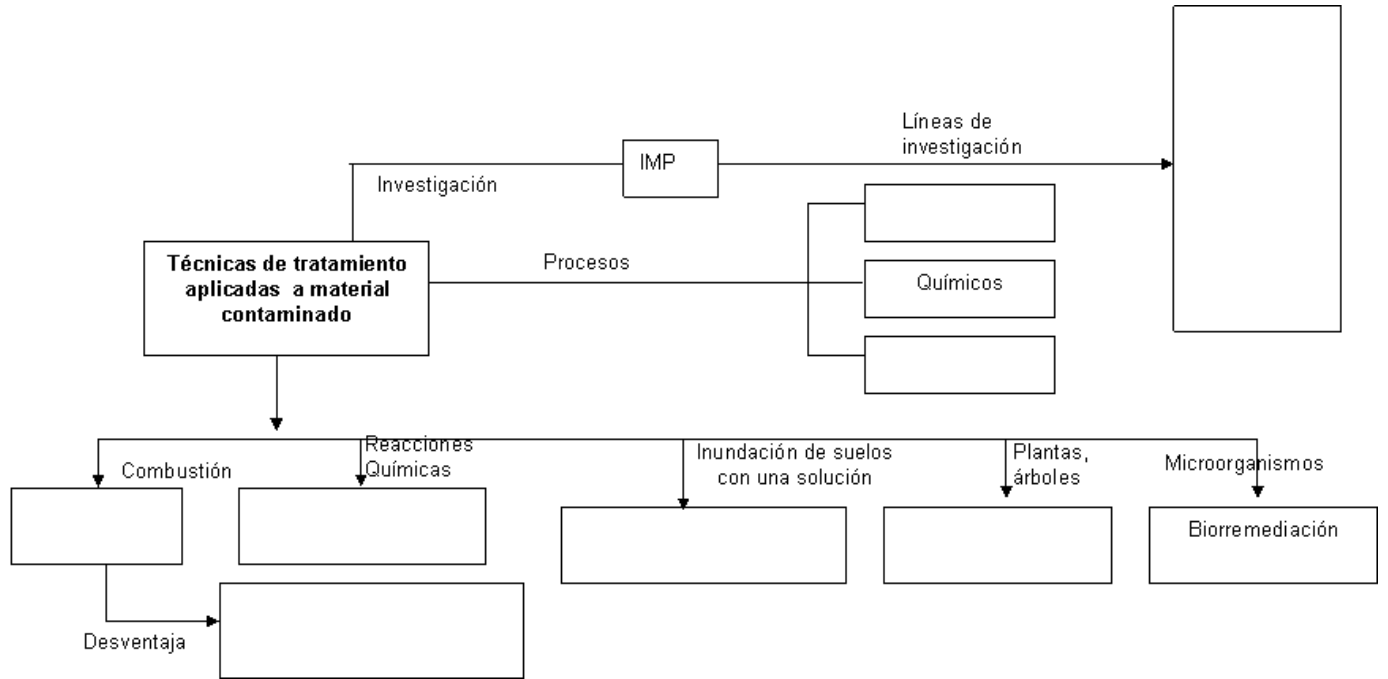 Líneas de
investigación
IMP
Investigación
Procesos
Técnicas de tratamiento
aplicadas a material
contaminado
Químicos
Reacciones
Químicas
Combustión
Inundación de suelos
con una solución
Plantas,
árboles
Microorganismos
Biorremediación
Desventaja